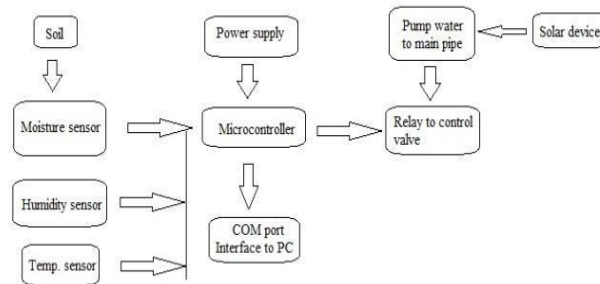 Soil
Power supply
Pump water
to main pipe
Solar device
Moisture sensor
Microcontroller
Relay to control
valve
Humidity sensor
COM port
Interface to PC
Temp. sensor